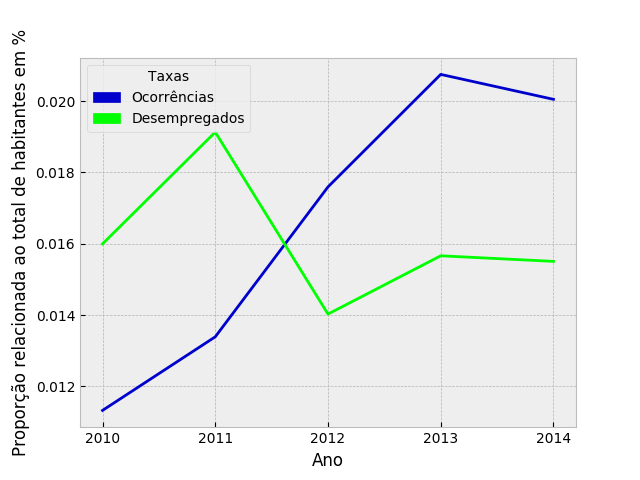 Proporção relacionada ao total de habitantes em %
Taxas
Ocorrências
Desempregados
0.020
0.018
0.016
0.014
0.012
2010 2011 2012 2013 2014
Ano